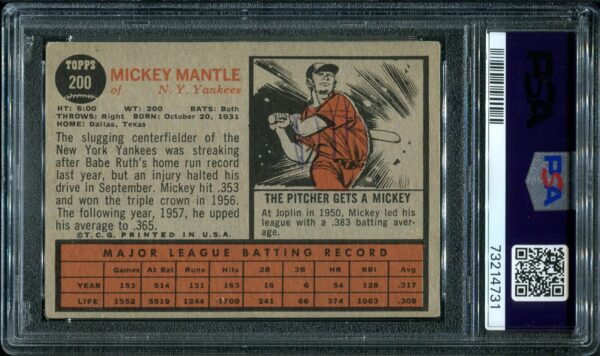 TOPPS
200
MICKEY MANTLE
of N. Y. Yankees
HT: 6:00 WT: 200 BATS: Both
THROWS: Right BORN: October 20, 1931
HOME: Dallas, Texas
The slugging centerfielder of the
New York Yankees was streaking
after Babe Ruth's home run record
last year, but an injury halted his
drive in September. Mickey hit .353
and won the triple crown in 1956.
The following year, 1957, he upped
his average to .365.
©T.C.G. PRINTED IN U.S.A.
THE PITCHER GETS A MICKEY
At Joplin in 1950, Mickey led his
league with a .383 batting aver-
age.
MAJOR LEAGUE BATTING RECORD
Games At Bat Runs Hits 2B 3B HR RBI Avg.
YEAR 153 514 131 163 16 6 54 128 .317
LIFE 1552 5519 1244 1700 241 66 374 1063 .308
PSA
PSA
73214731